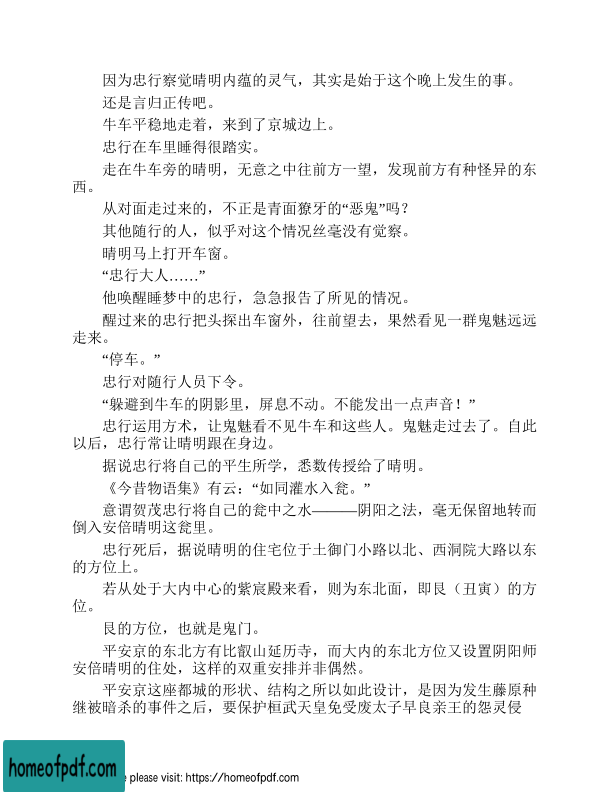 因为忠行察觉晴明内蕴的灵气，其实是始于这个晚上发生的事。
还是言归正传吧。
牛车平稳地走着，来到了京城边上。
忠行在车里睡得很踏实。
走在牛车旁的晴明，无意之中往前方一望，发现前方有种怪异的东
西。
从对面走过来的，不正是青面獠牙的“恶鬼”吗？
其他随行的人，似乎对这个情况丝毫没有觉察。
晴明马上打开车窗。
“忠行大人……”
他唤醒睡梦中的忠行，急急报告了所见的情况。
醒过来的忠行把头探出车窗外，往前望去，果然看见一群鬼魅远远
走来。
“停车。”
忠行对随行人员下令。
“躲避到牛车的阴影里，屏息不动。不能发出一点声音！”
忠行运用方术，让鬼魅看不见牛车和这些人。鬼魅走过去了。自此
以后，忠行常让晴明跟在身边。
据说忠行将自己的平生所学，悉数传授给了晴明。
《今昔物语集》有云：“如同灌水入瓮。”
意谓贺茂忠行将自己的瓮中之水———阴阳之法，毫无保留地转而
倒入安倍晴明这瓮里。
忠行死后，据说晴明的住宅位于土御门小路以北、西洞院大路以东
的方位上。
若从处于大内中心的紫宸殿来看，则为东北面，即艮（丑寅）的方
位。
艮的方位，也就是鬼门。
平安京的东北方有比叡山延历寺，而大内的东北方位又设置阴阳师
安倍晴明的住处，这样的双重安排并非偶然。
平安京这座都城的形状、结构之所以如此设计，是因为发生藤原种
继被暗杀的事件之后，要保护桓武天皇免受废太子早良亲王的怨灵侵
homeofpdf.com
e please visit: https://homeofpdf.com